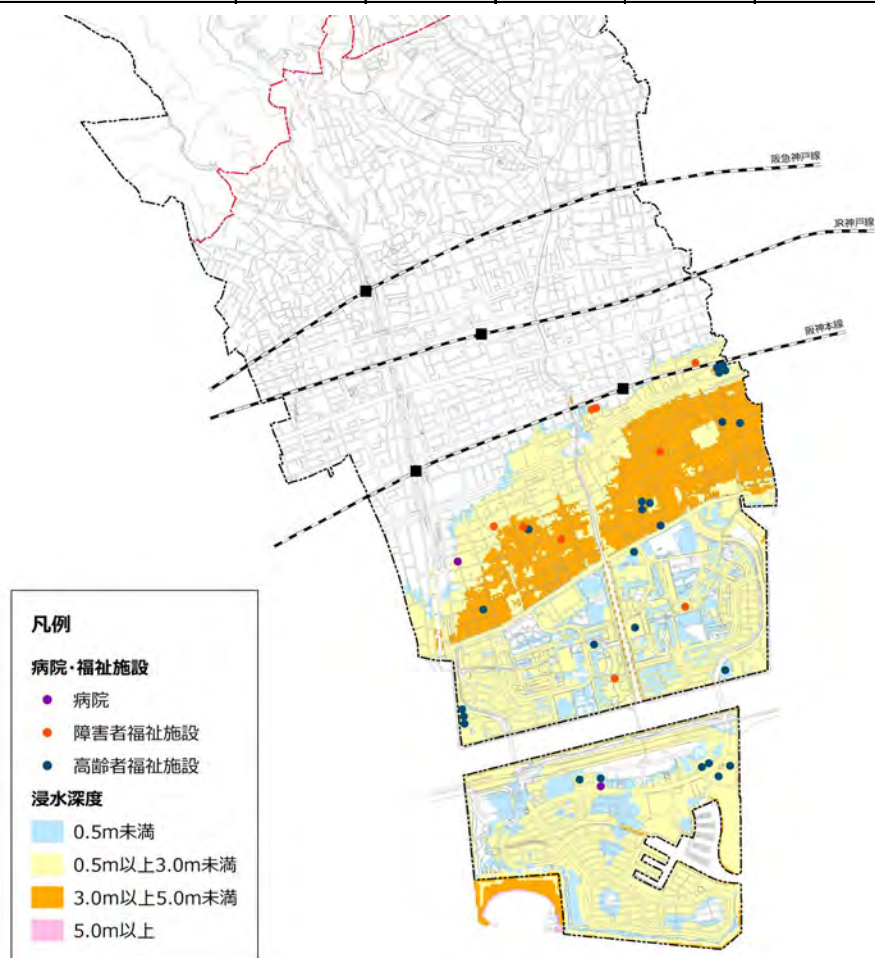 阪急神戸線
JR神戸線
阪神本線
凡例
病院・福祉施設
病院
障害者福祉施設
高齢者福祉施設
浸水深度
0.5m未満
0.5m以上3.0m未満
3.0m以上5.0m未満
5.0m以上